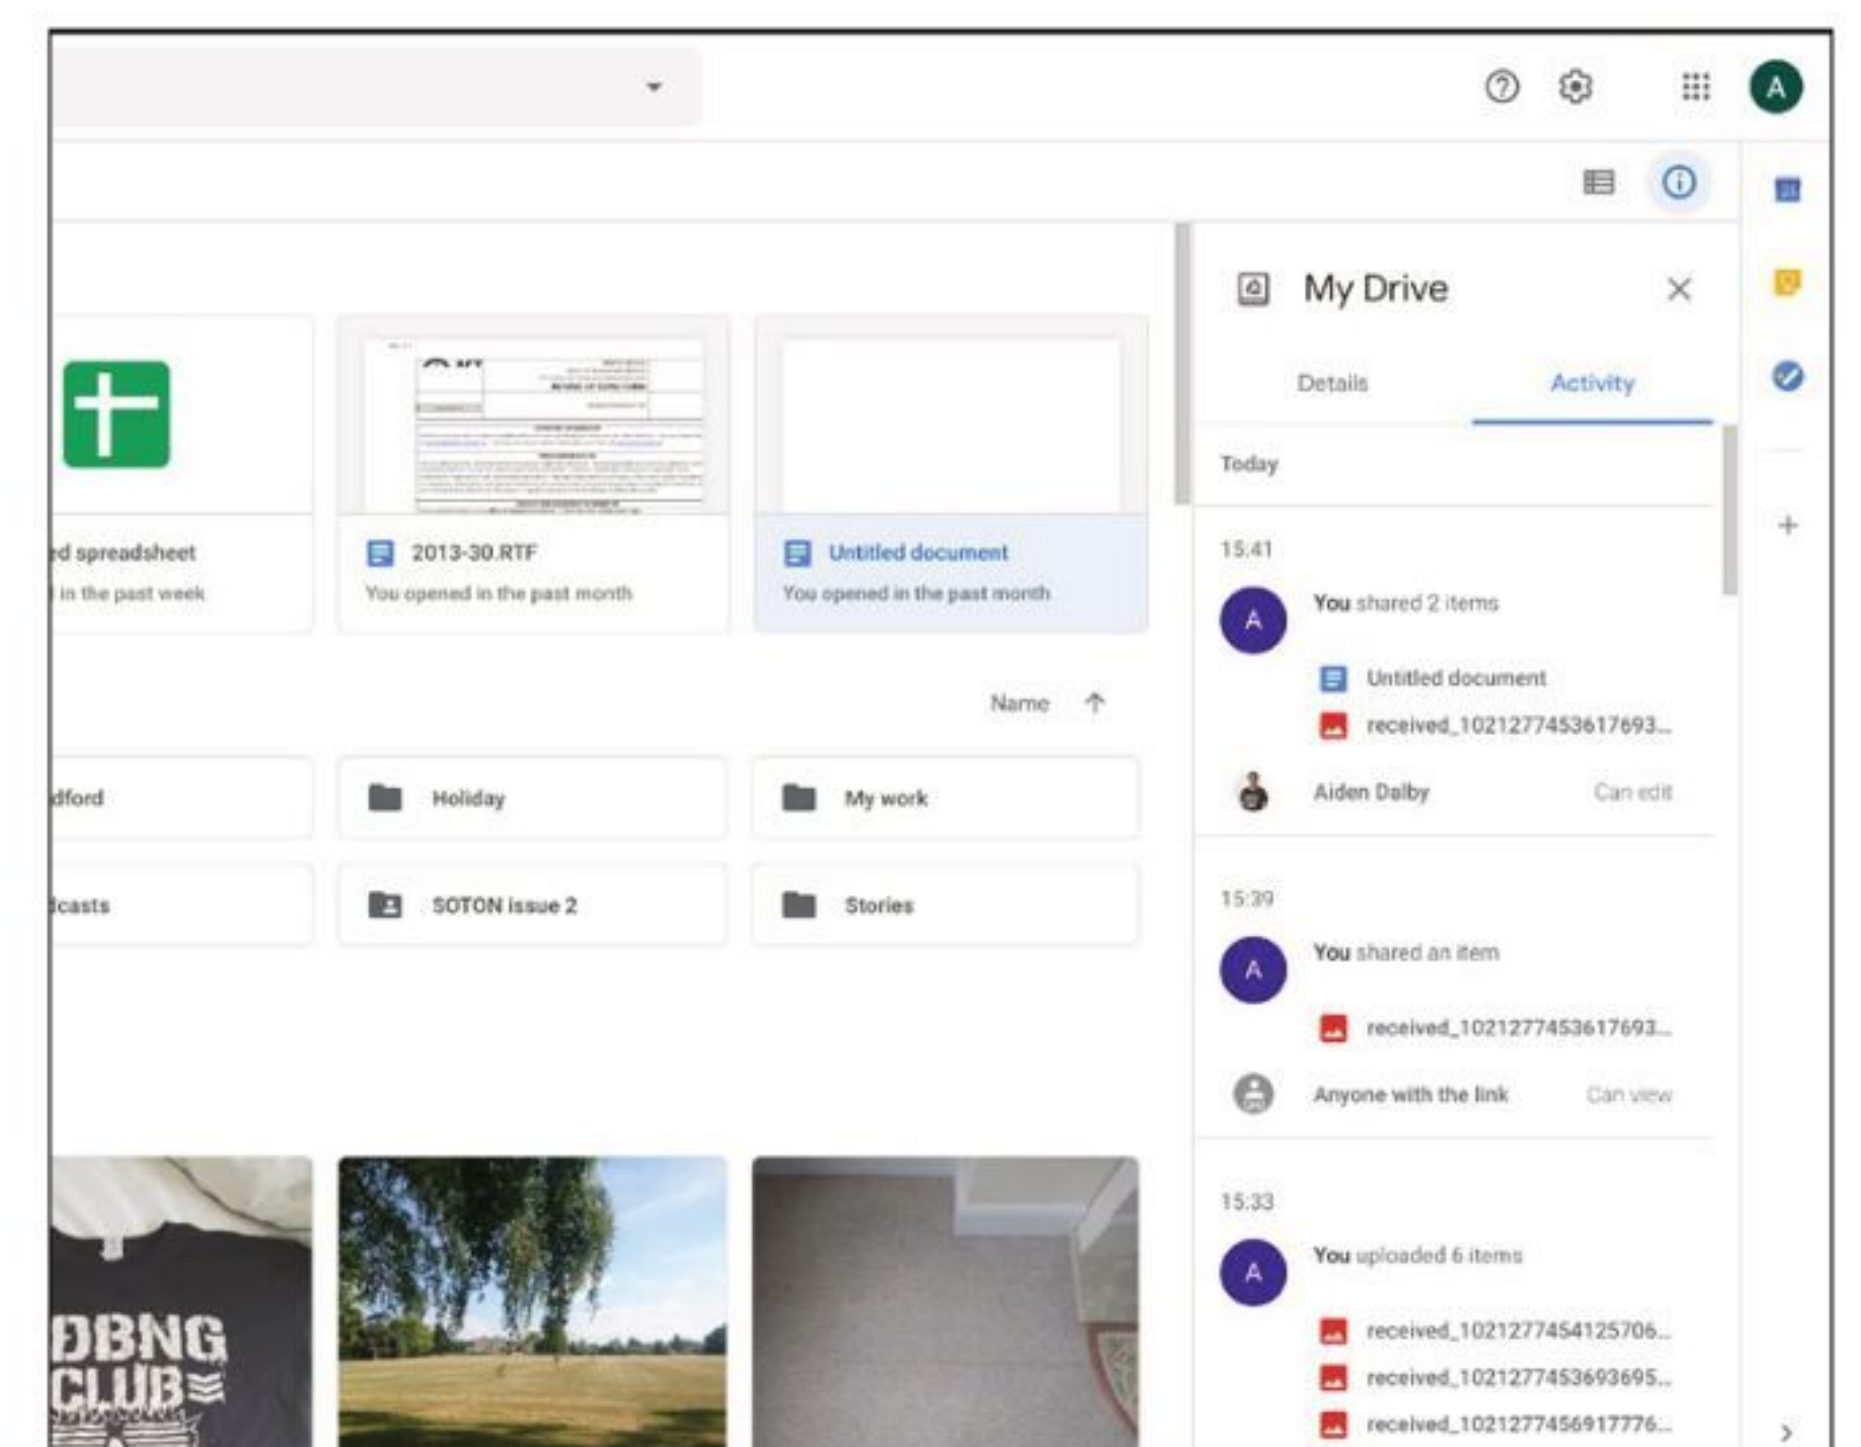 A
My Drive
Details
Activity
Today
ed spreadsheet
in the past week
2013-30.RTF
You opened in the past month
Untitled document
You opened in the past month
Name
dford
Holiday
My work
dcasts
SOTON issue 2
Stories
DBNG
CLUB
15:41
A
You shared 2 items
Untitled document
received_1021277453617693...
Aiden Dalby
Can edit
15:39
A
You shared an item
received_1021277453617693...
Anyone with the link
Can view
15:33
A
You uploaded 6 items
received_1021277454125706...
received_1021277453693695...
received_1021277456917776...